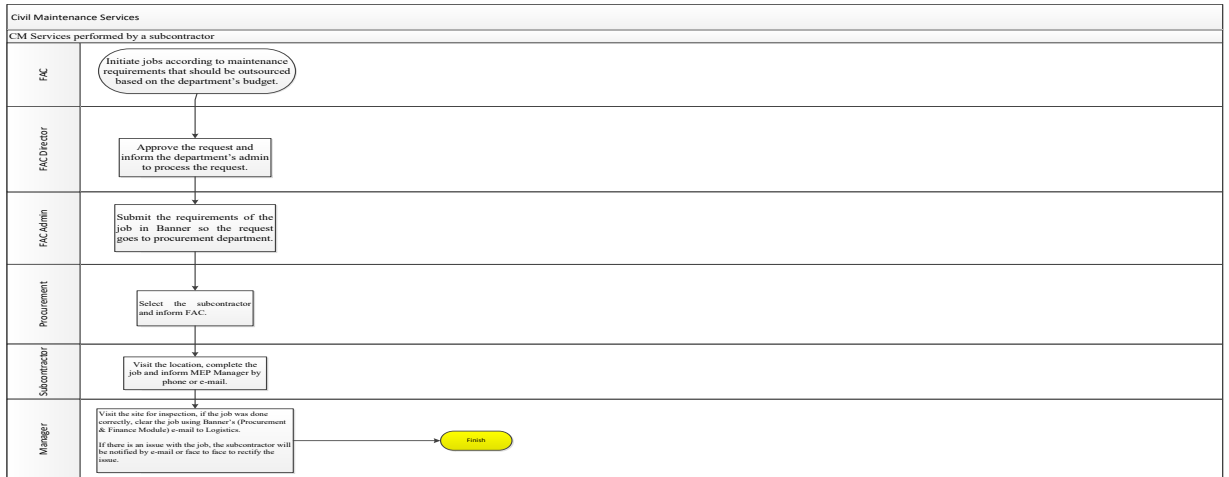 Civil Maintenance Services
CM Services performed by a subcontractor
FAC
Initiate jobs according to maintenance
requirements that should be outsourced
based on the department's budget.
FAC Director
Approve the request and
inform the department's admin
to process the request.
FAC Admin
Submit the requirements of the
job in Banner so the request
goes to procurement department.
Procurement
Select the subcontractor
and inform FAC.
Subcontractor
Visit the location, complete the
job and inform MEP Manager by
phone or e-mail.
Manager
Visit the site for inspection, if the job was done
correctly, clear the job using Banner's (Procurement
& Finance Module) e-mail to Logistics.
If there is an issue with the job, the subcontractor will
be notified by e-mail or face to face to rectify the
issue.
Finish